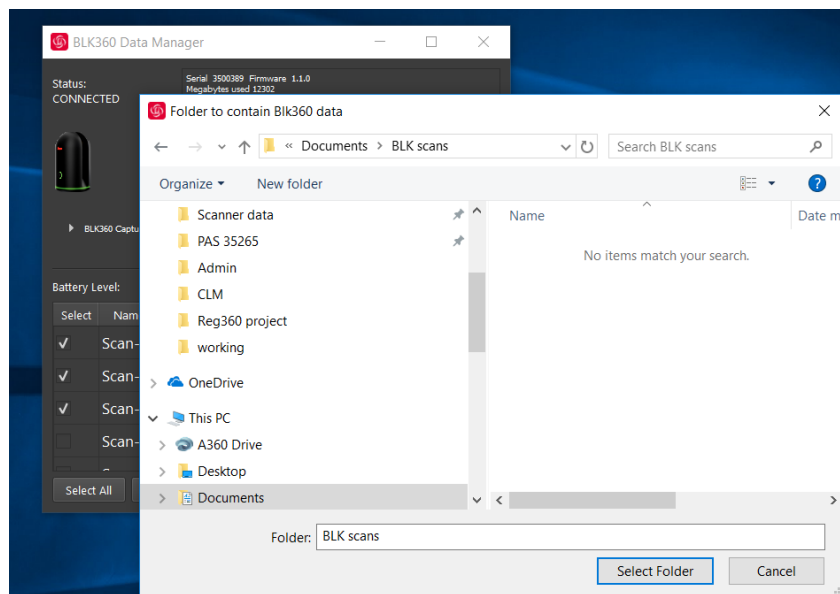 BLK360 Data Manager
Status:
CONNECTED
Serial 3500389 Firmware 1.1.0
Megabytes used 12302
BLK360 Captu
Battery Level:
Select Nam
Scan-
Scan-
Scan-
Scan-
Select All
Folder to contain Blk360 data
« Documents > BLK scans
Search BLK scans
Organize
New folder
?
Scanner data
PAS 35265
Admin
CLM
Reg360 project
working
OneDrive
This PC
A360 Drive
Desktop
Documents
Name
Date m
No items match your search.
Folder: BLK scans
Select Folder
Cancel